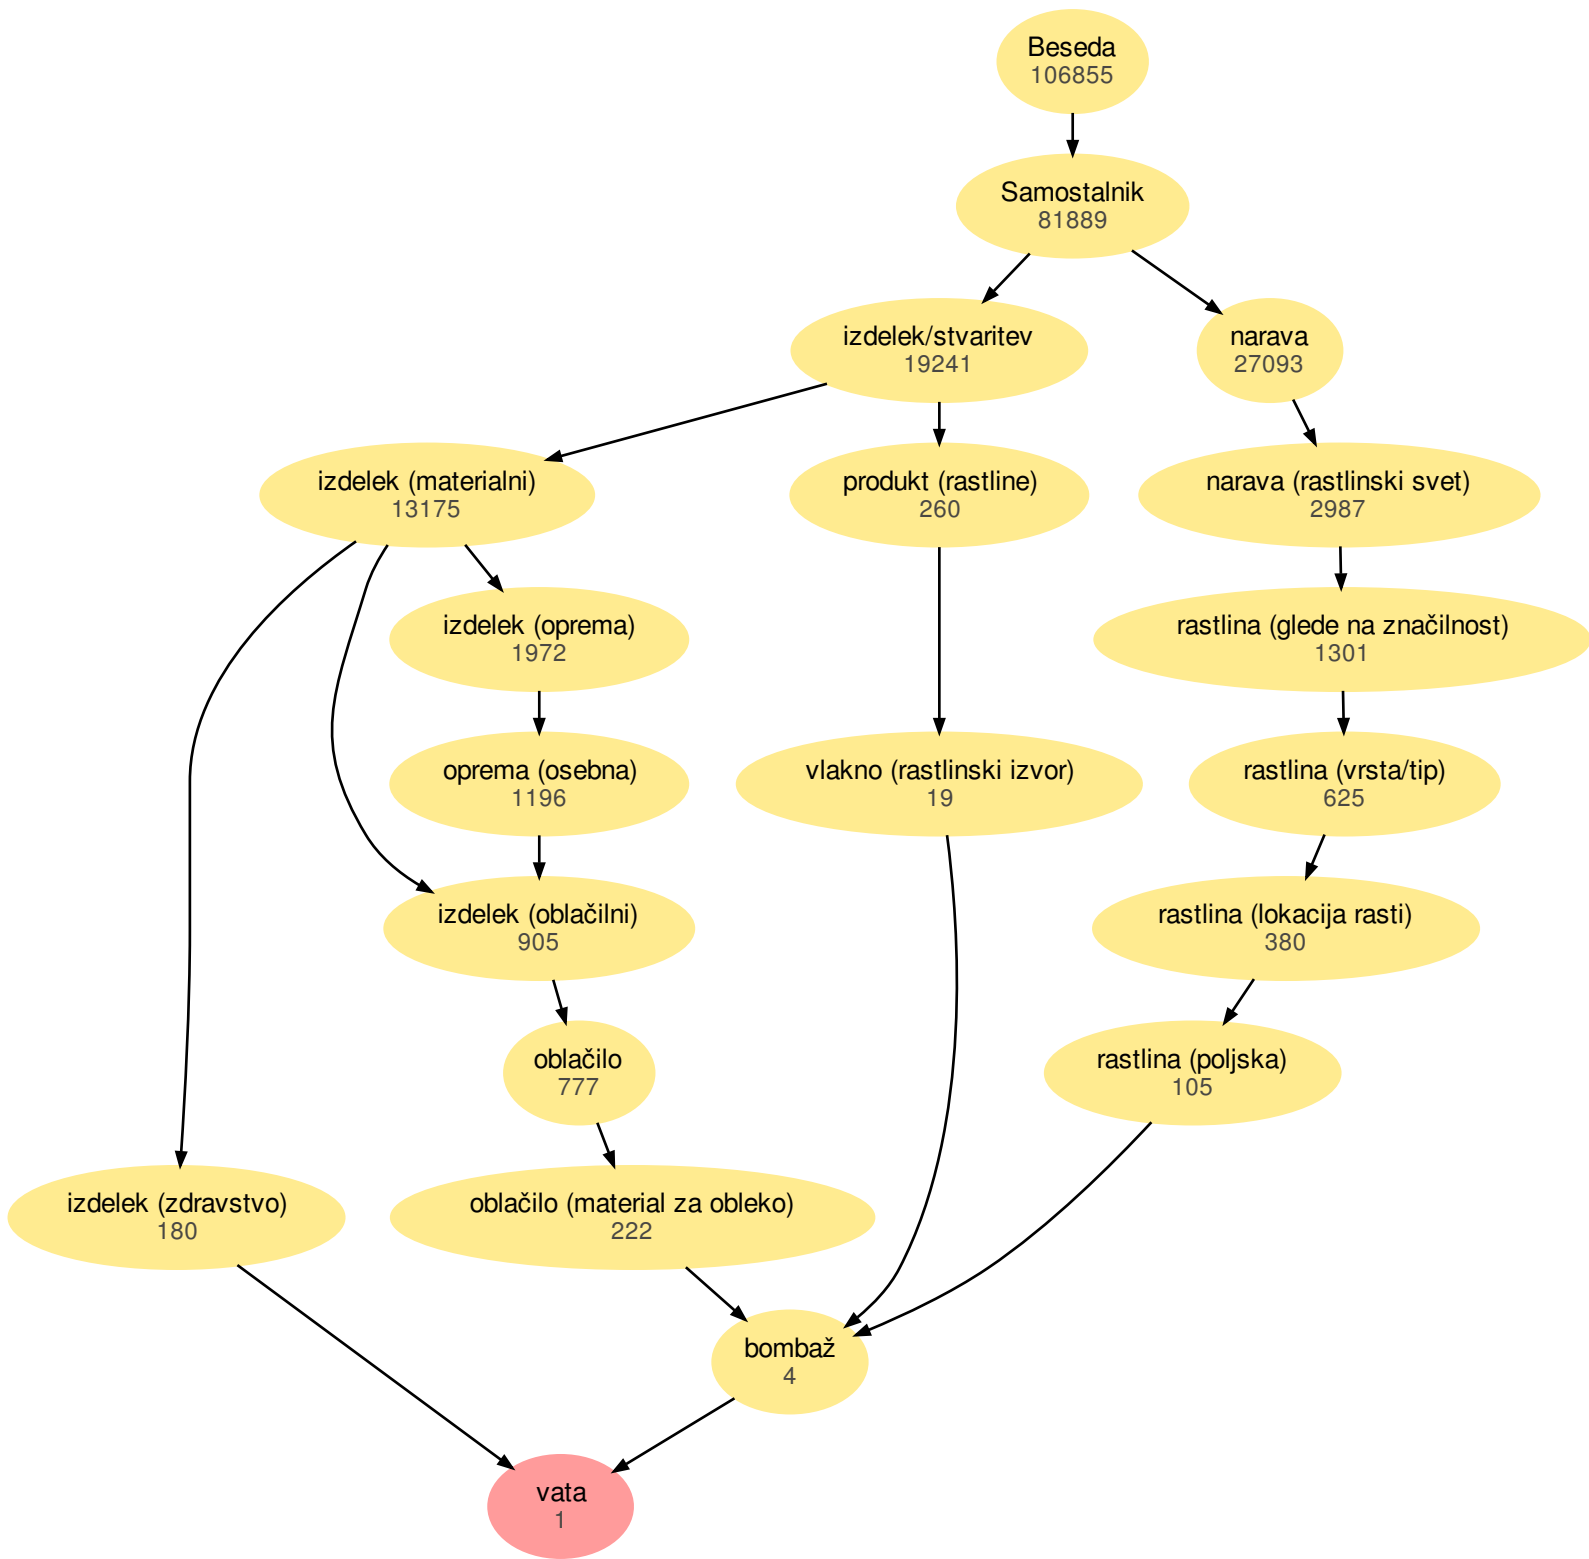 Beseda
106855
Samostalnik
81889
izdelek/stvaritev
19241
narava
27093
izdelek (materialni)
13175
produkt (rastline)
260
narava (rastlinski svet)
2987
izdelek (oprema)
1972
rastlina (glede na značilnost)
1301
oprema (osebna)
1196
vlakno (rastlinski izvor)
19
rastlina (vrsta/tip)
625
izdelek (oblačilni)
905
rastlina (lokacija rasti)
380
oblačilo
777
rastlina (poljska)
105
izdelek (zdravstvo)
180
oblačilo (material za obleko)
222
bombaž
4
vata
1